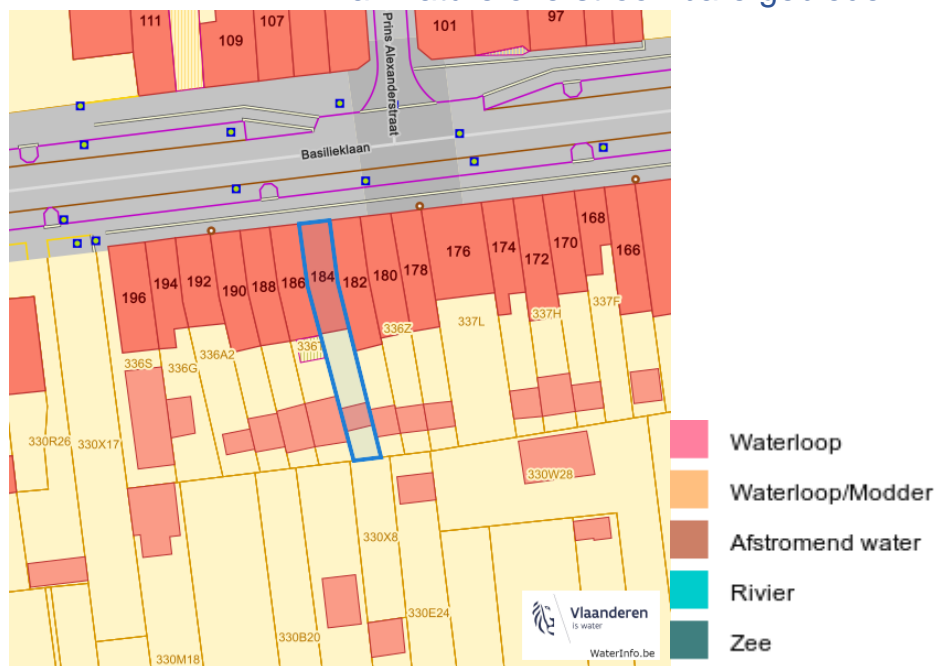 111
107
109
101
97
Prins Alexanderstraat
Basilieklaan
196
194
192
190
188
186
184
182
180
178
176
174
172
170
168
166
336S
336G
336A2
336Z
337L
337H
337F
330R26
330X17
330W28
330X8
330E24
330B20
330M18
Vlaanderen
is water
WaterInfo.be
Waterloop
Waterloop/Modder
Afstromend water
Rivier
Zee